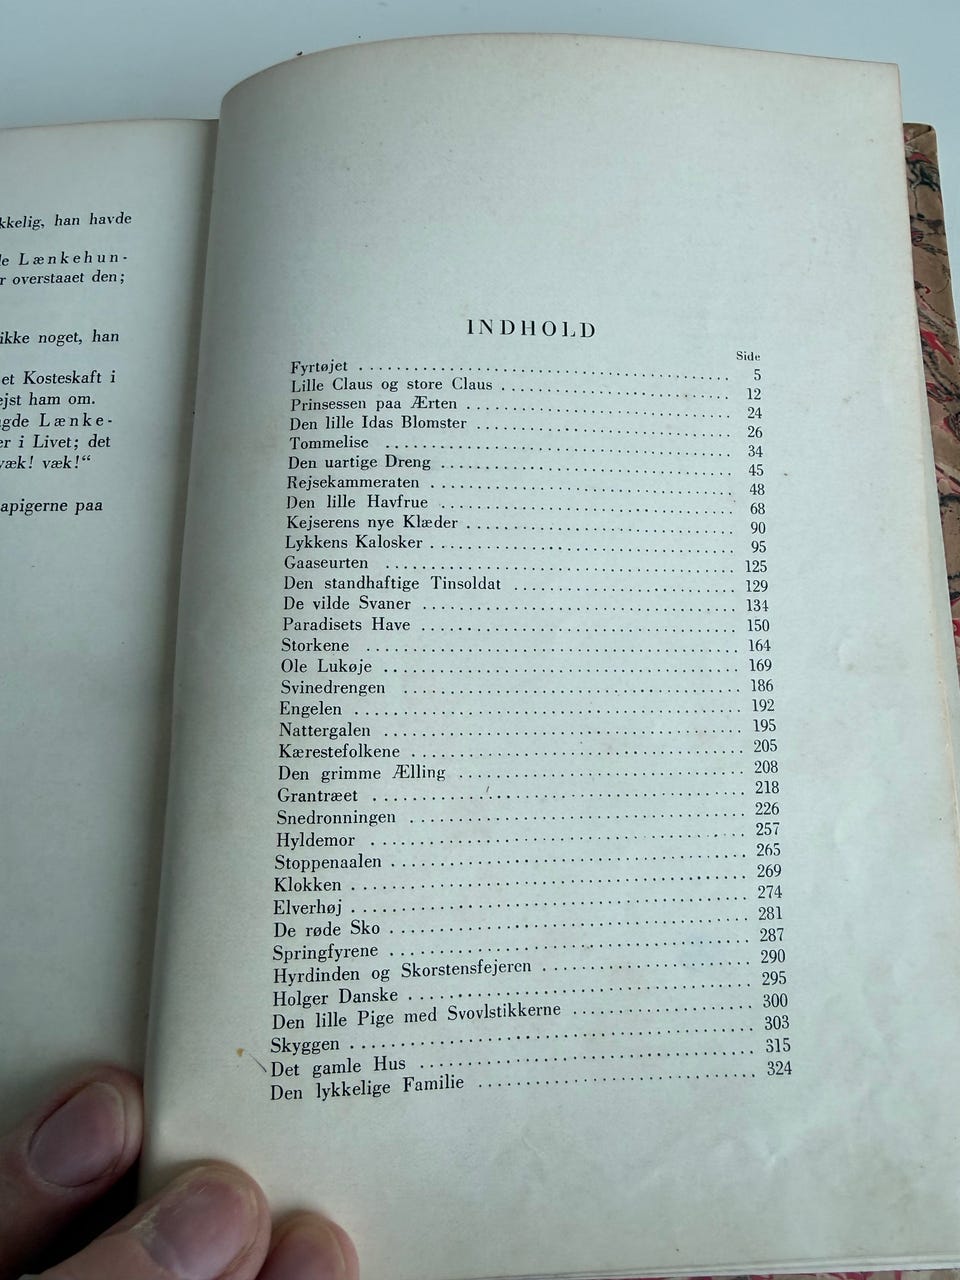 kkelig, han havde
le Lænkehun-
r overstaaet den;
ikke noget, han
et Kosteskaft i
ejst ham om.
gde Lænke-
er i Livet; det
væk! væk!“
apigerne paa
INDHOLD
Side
Fyrtøjet ........ 5
Lille Claus og store Claus ........ 12
Prinsessen paa Ærten ........ 24
Den lille Idas Blomster ........ 26
Tommelise ........ 34
Den uartige Dreng ........ 45
Rejsekammeraten ........ 48
Den lille Havfrue ........ 68
Kejserens nye Klæder ........ 90
Lykkens Kalosker ........ 95
Gaaseurten ........ 125
Den standhaftige Tinsoldat ........ 129
De vilde Svaner ........ 134
Paradisets Have ........ 150
Storkene ........ 164
Ole Lukøje ........ 169
Svinedrengen ........ 186
Engelen ........ 192
Nattergalen ........ 195
Kærestefolkene ........ 205
Den grimme Ælling ........ 208
Grantræet ........ 218
Snedronningen ........ 226
Hyldemor ........ 257
Stoppenaalen ........ 265
Klokken ........ 269
Elverhøj ........ 274
De røde Sko ........ 281
Springfyrene ........ 287
Hyrdinden og Skorstensfejeren ........ 290
Holger Danske ........ 295
Den lille Pige med Svovlstikkerne ........ 300
Skyggen ........ 303
Det gamle Hus ........ 315
Den lykkelige Familie ........ 324